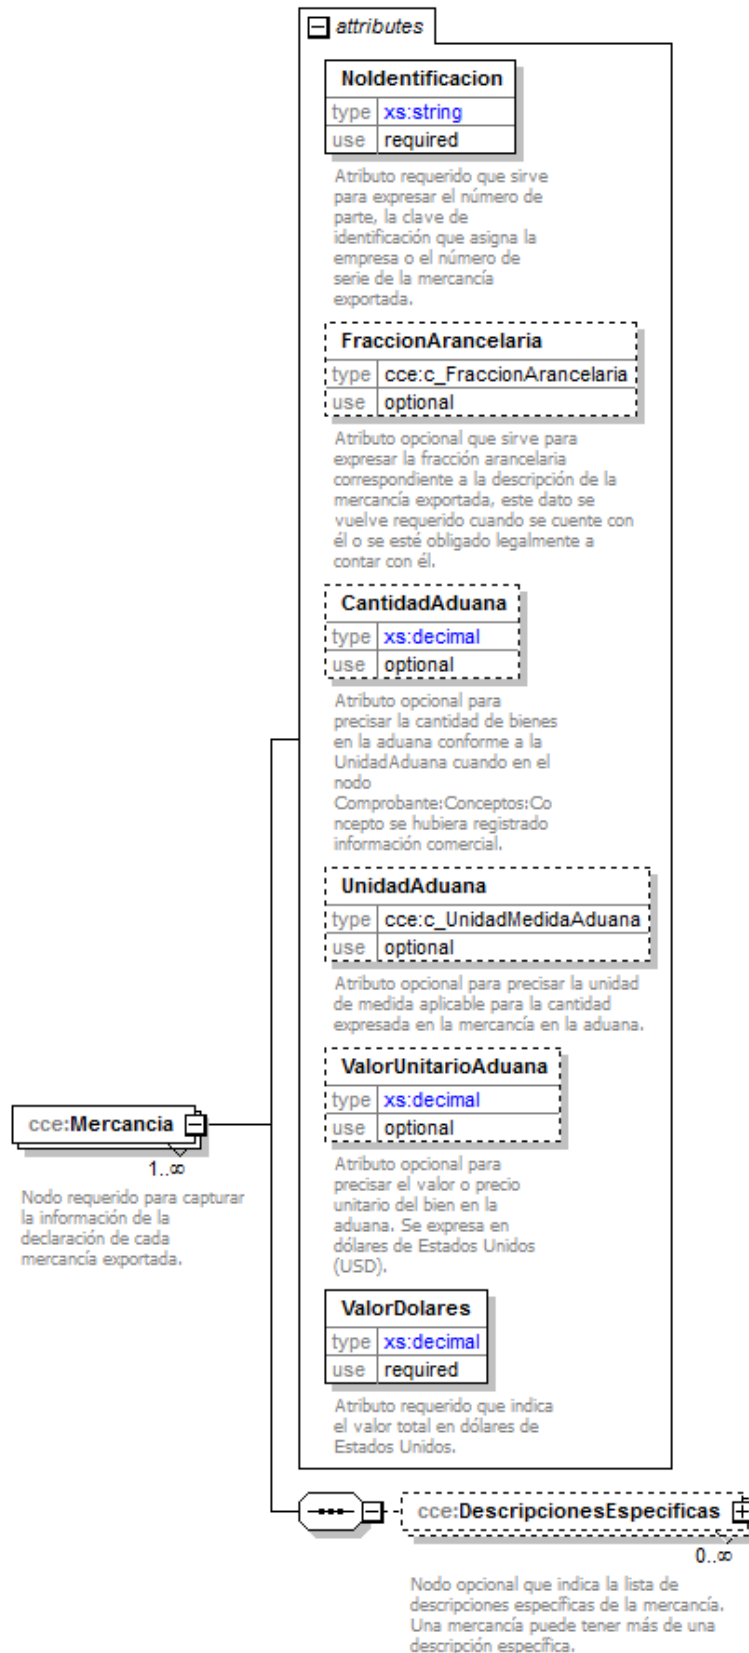 attributes
NoIdentificacion
type xs:string
use required
Atributo requerido que sirve
para expresar el número de
parte, la clave de
identificación que asigna la
empresa o el número de
serie de la mercancía
exportada.
FraccionArancelaria
type cce:c_FraccionArancelaria
use optional
Atributo opcional que sirve para
expresar la fracción arancelaria
correspondiente a la descripción de la
mercancía exportada, este dato se
vuelve requerido cuando se cuente con
él o se esté obligado legalmente a
contar con él.
CantidadAduana
type xs:decimal
use optional
Atributo opcional para
precisar la cantidad de bienes
en la aduana conforme a la
UnidadAduana cuando en el
nodo
Comprobante:Conceptos:Co
ncepto se hubiera registrado
información comercial.
UnidadAduana
type cce:c_UnidadMedidaAduana
use optional
Atributo opcional para precisar la unidad
de medida aplicable para la cantidad
expresada en la mercancía en la aduana.
ValorUnitarioAduana
type xs:decimal
use optional
Atributo opcional para
precisar el valor o precio
unitario del bien en la
aduana. Se expresa en
dólares de Estados Unidos
(USD).
cce:Mercancia
1..∞
Nodo requerido para capturar
la información de la
declaración de cada
mercancía exportada.
ValorDolares
type xs:decimal
use required
Atributo requerido que indica
el valor total en dólares de
Estados Unidos.
cce:DescripcionesEspecificas
0..∞
Nodo opcional que indica la lista de
descripciones específicas de la mercancía.
Una mercancía puede tener más de una
descripción específica.